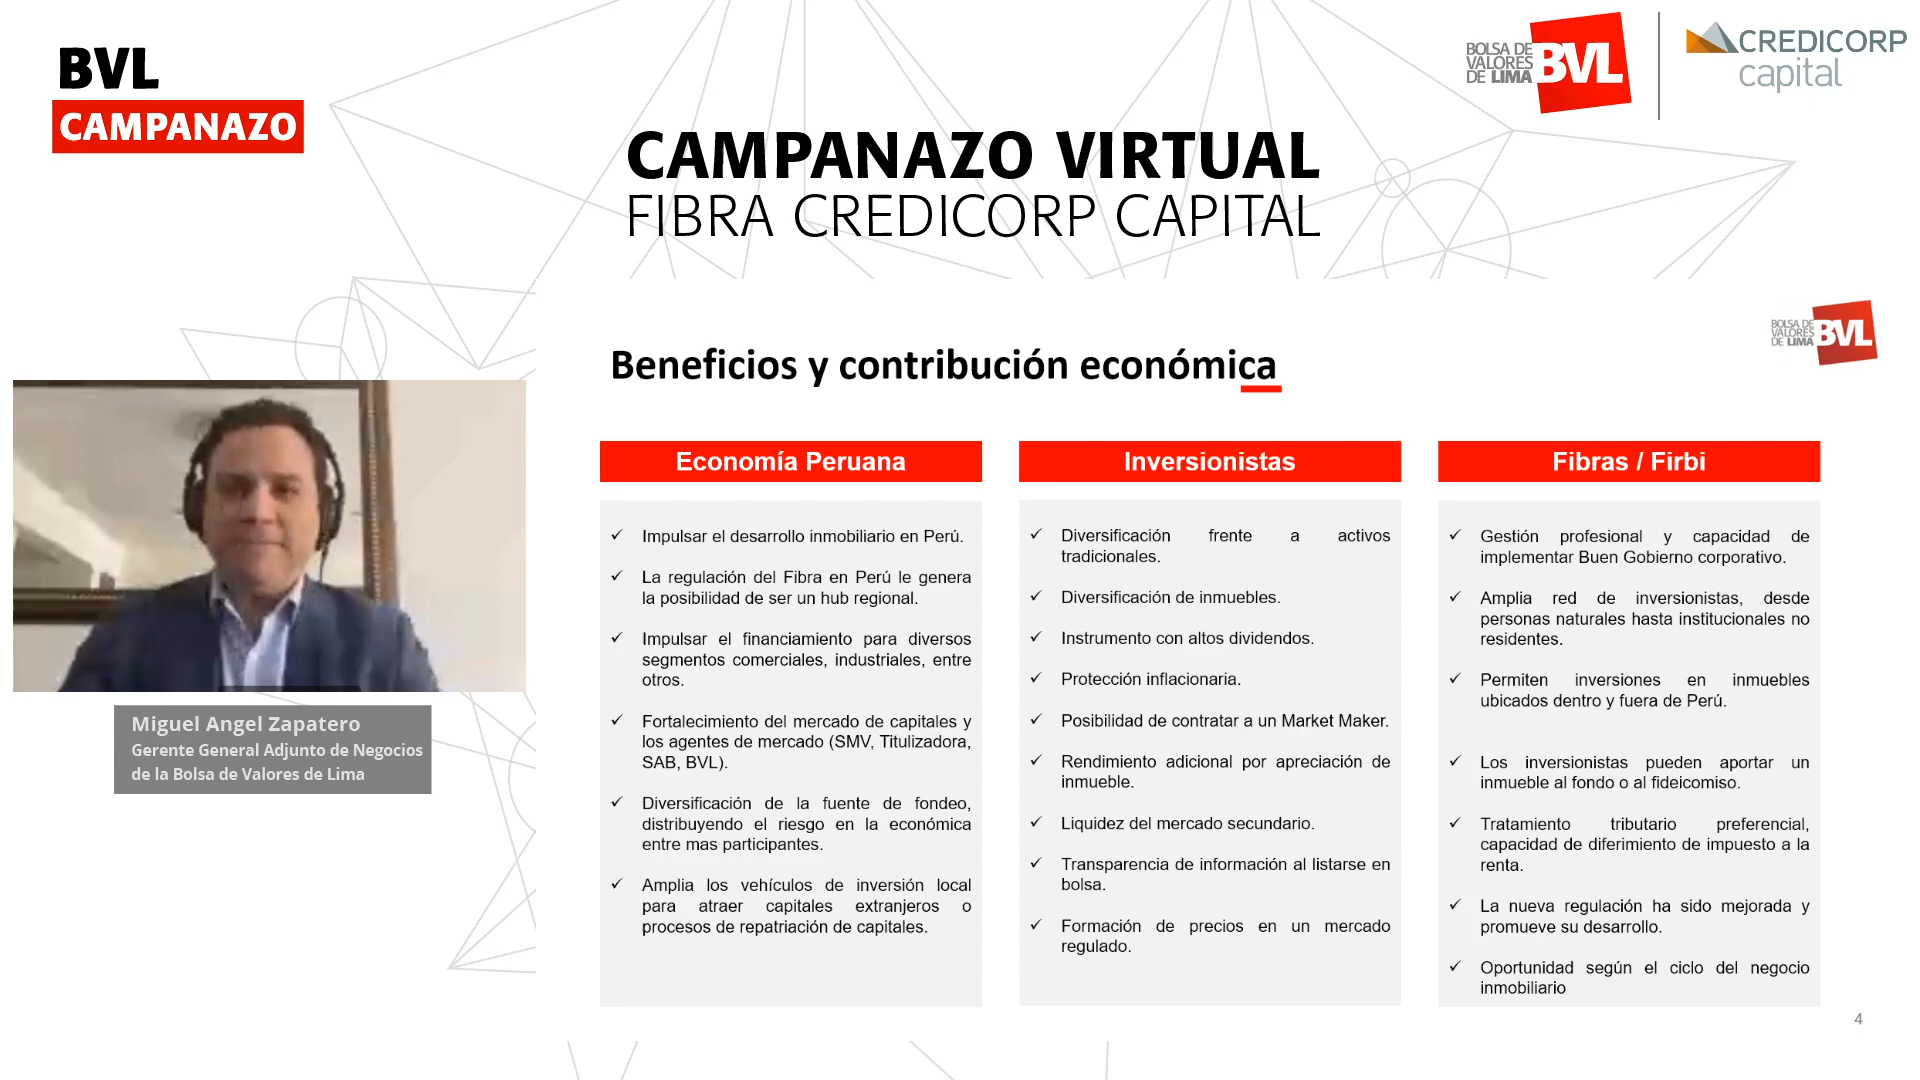 BVL
CAMPANAZO
BOLSA DE
VALORES
DE LIMA
BVL
CREDICORP
capital
CAMPANAZO VIRTUAL
FIBRA CREDICORP CAPITAL
BOLSA DE
VALORES
DE LIMA
BVL
Beneficios y contribución económica
Miguel Angel Zapatero
Gerente General Adjunto de Negocios
de la Bolsa de Valores de Lima
Economía Peruana
Impulsar el desarrollo inmobiliario en Perú.
La regulación del Fibra en Perú le genera
la posibilidad de ser un hub regional.
Impulsar el financiamiento para diversos
segmentos comerciales, industriales, entre
otros.
Fortalecimiento del mercado de capitales y
los agentes de mercado (SMV, Titulizadora,
SAB, BVL).
Diversificación de la fuente de fondeo,
distribuyendo el riesgo en la económica
entre mas participantes.
Amplia los vehículos de inversión local
para atraer capitales extranjeros o
procesos de repatriación de capitales.
Inversionistas
Diversificación frente a activos
tradicionales.
Diversificación de inmuebles.
Instrumento con altos dividendos.
Protección inflacionaria.
Posibilidad de contratar a un Market Maker.
Rendimiento adicional por apreciación de
inmueble.
Liquidez del mercado secundario.
Transparencia de información al listarse en
bolsa.
Formación de precios en un mercado
regulado.
Fibras / Firbi
Gestión profesional y capacidad de
implementar Buen Gobierno corporativo.
Amplia red de inversionistas, desde
personas naturales hasta institucionales no
residentes.
Permiten inversiones en inmuebles
ubicados dentro y fuera de Perú.
Los inversionistas pueden aportar un
inmueble al fondo o al fideicomiso.
Tratamiento tributario preferencial,
capacidad de diferimiento de impuesto a la
renta.
La nueva regulación ha sido mejorada y
promueve su desarrollo.
Oportunidad según el ciclo del negocio
inmobiliario
4